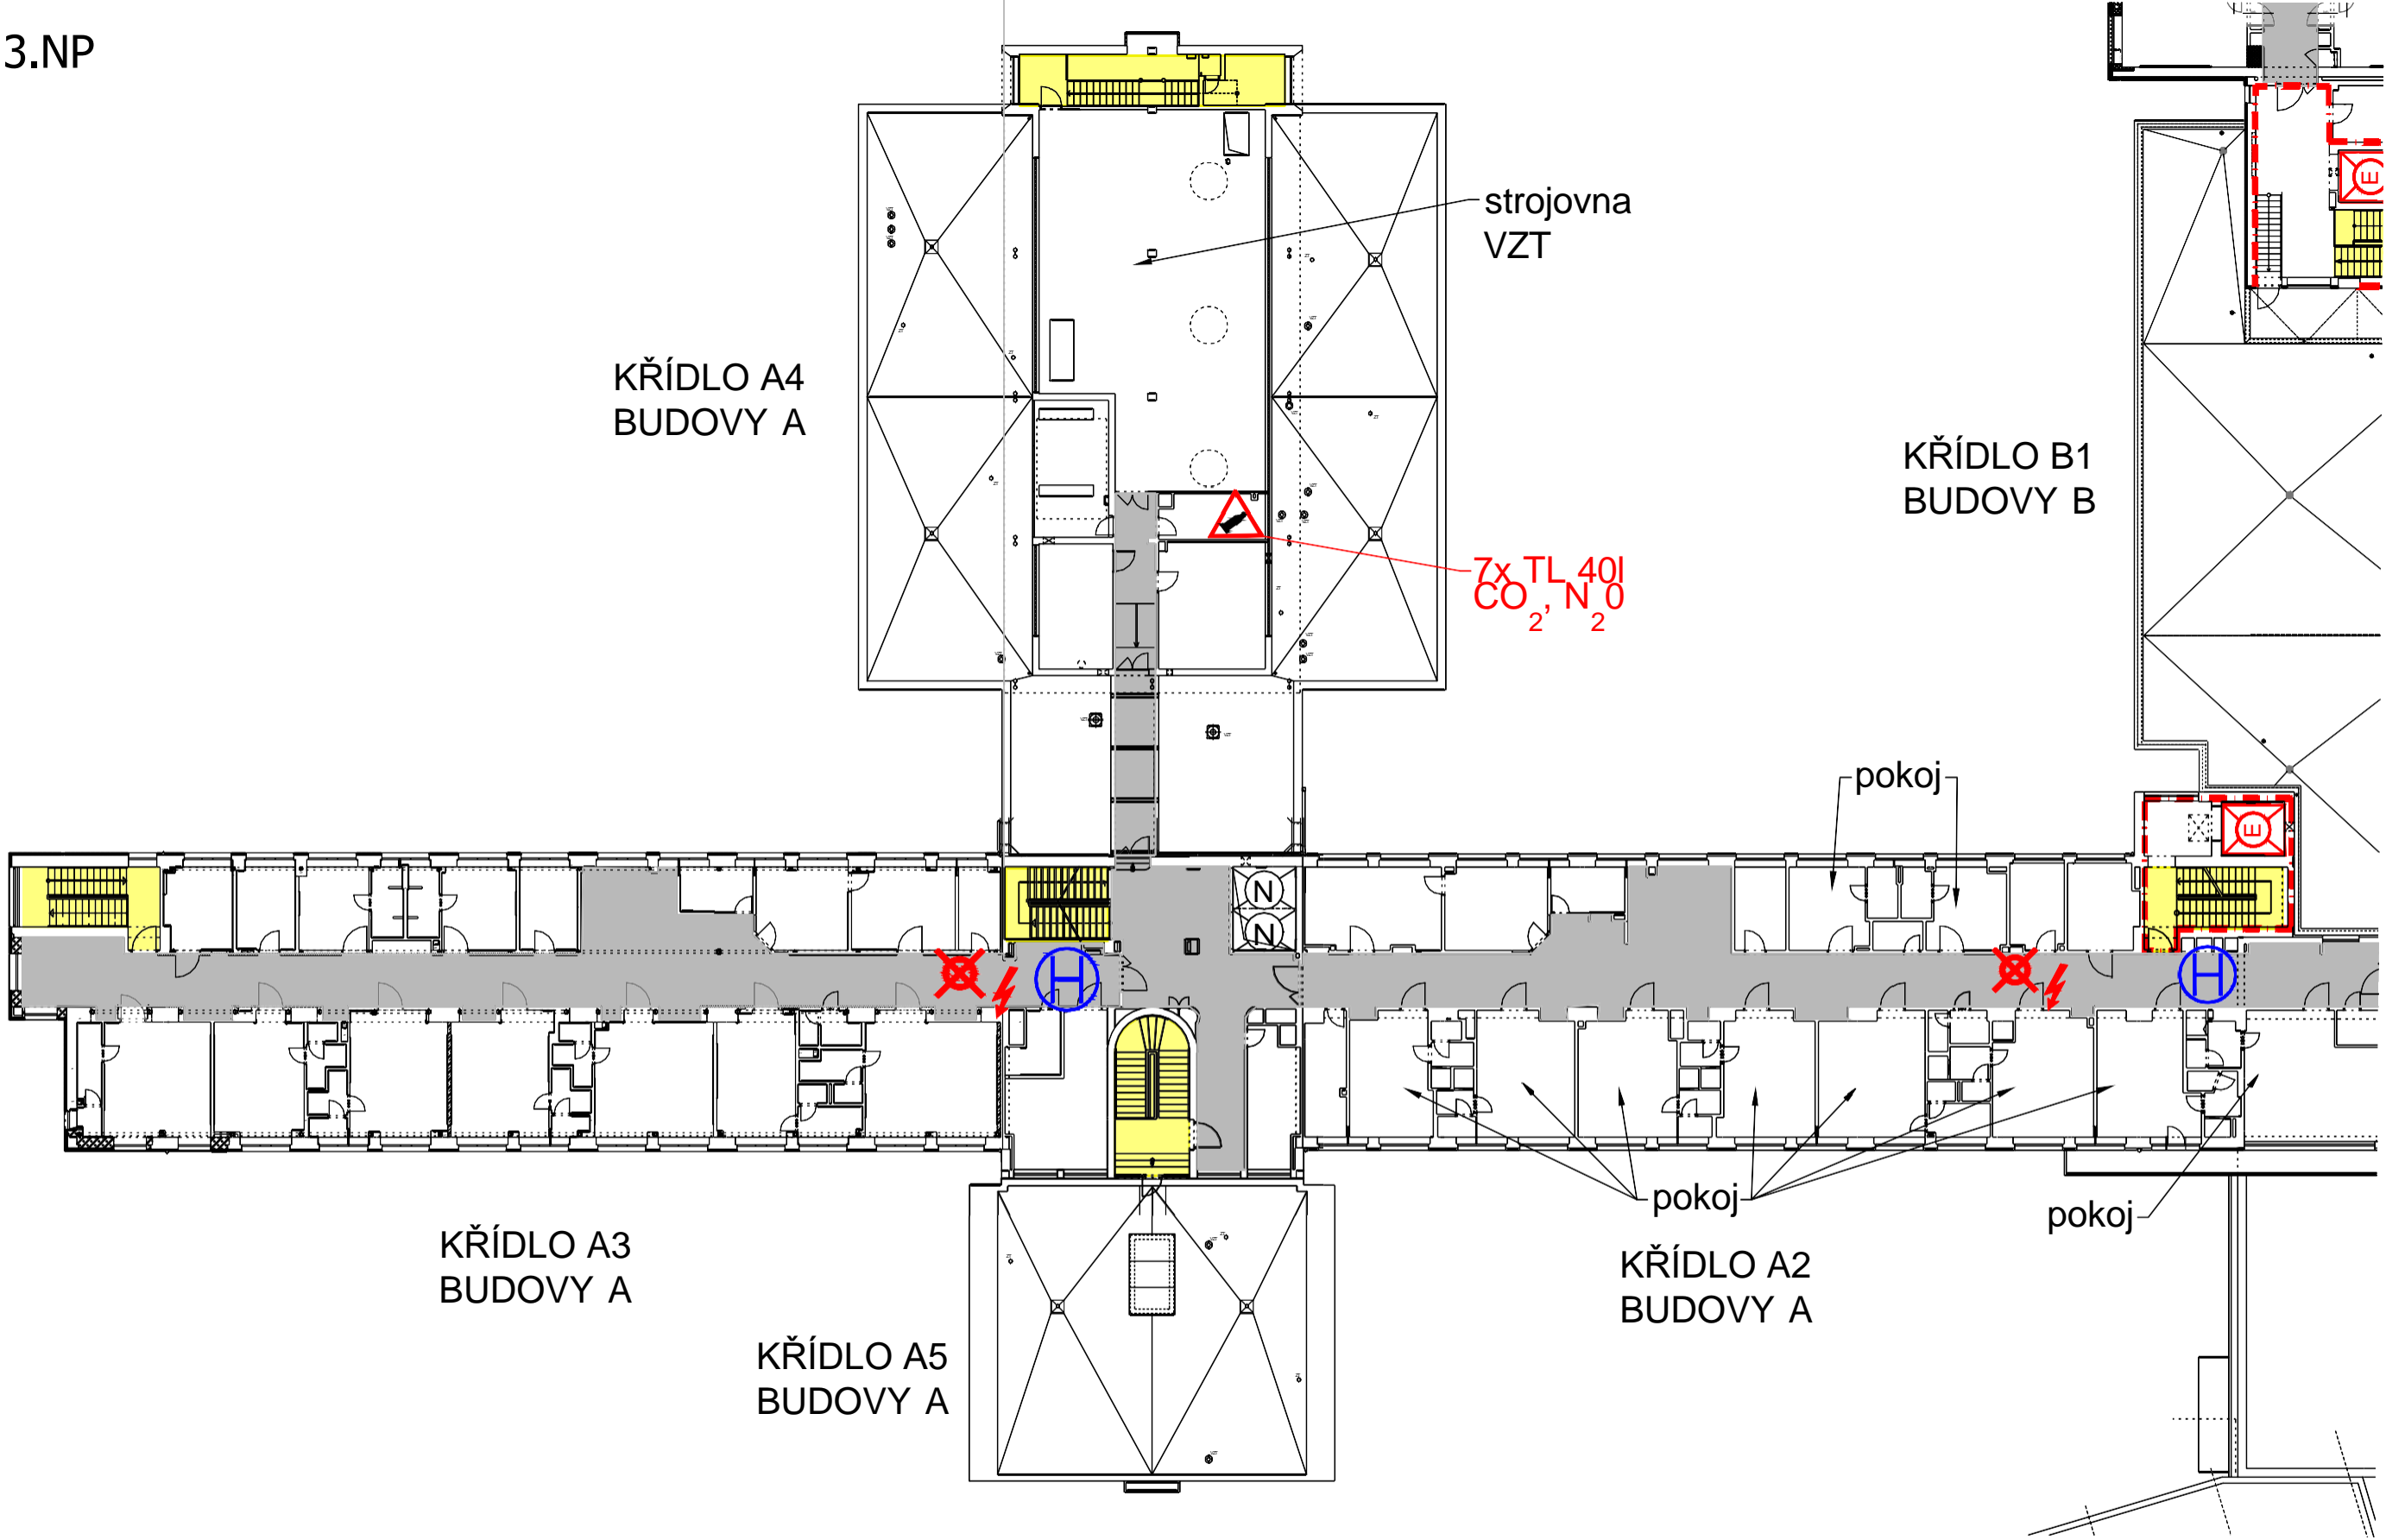 3.NP
strojovna
VZT
KŘÍDLO A4
BUDOVY A
KŘÍDLO B1
BUDOVY B
7x TL 40l
CO2, N20
pokoj
E
E
N
N
H
H
pokoj
pokoj
KŘÍDLO A3
BUDOVY A
KŘÍDLO A2
BUDOVY A
KŘÍDLO A5
BUDOVY A